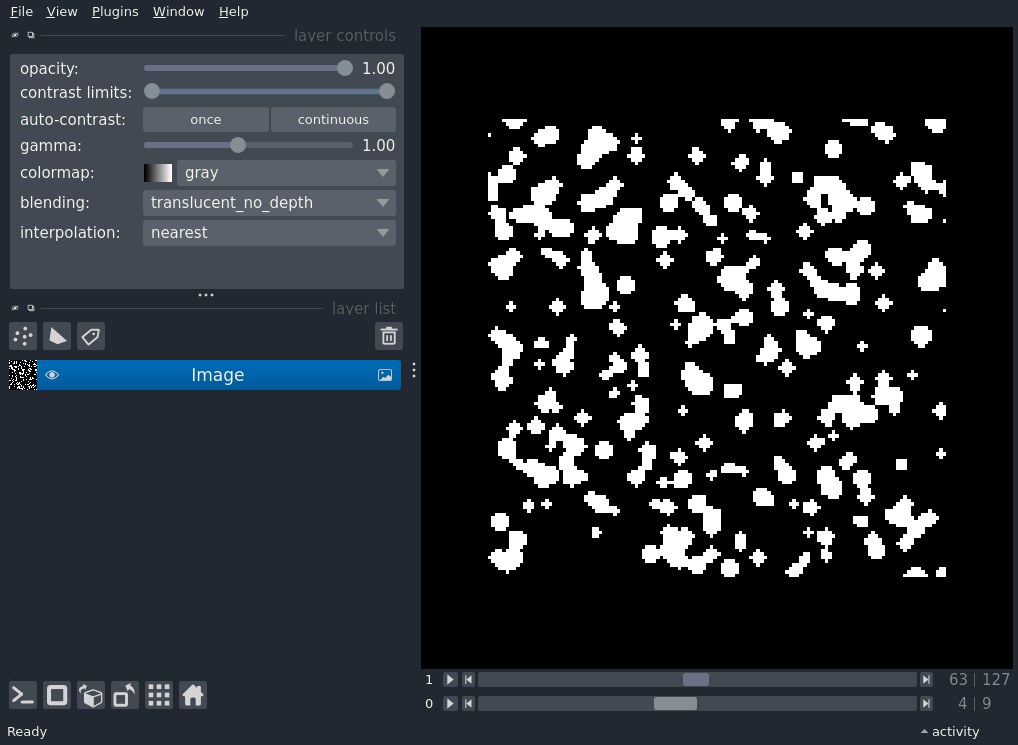 File View Plugins Window Help
layer controls
opacity: 1.00
contrast limits:
auto-contrast: once continuous
gamma: 1.00
colormap: gray
blending: translucent_no_depth
interpolation: nearest
layer list
Image
1 63 | 127
0 4 | 9
Ready activity